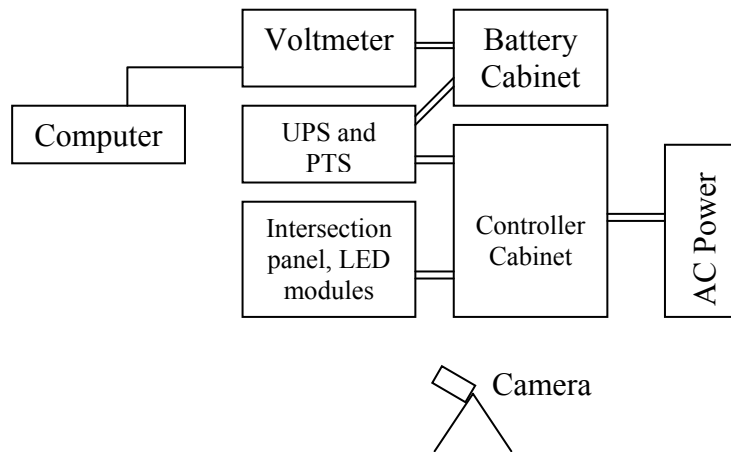 Voltmeter
Battery
Cabinet
Computer
UPS and
PTS
Intersection
panel, LED
modules
Controller
Cabinet
AC Power
Camera